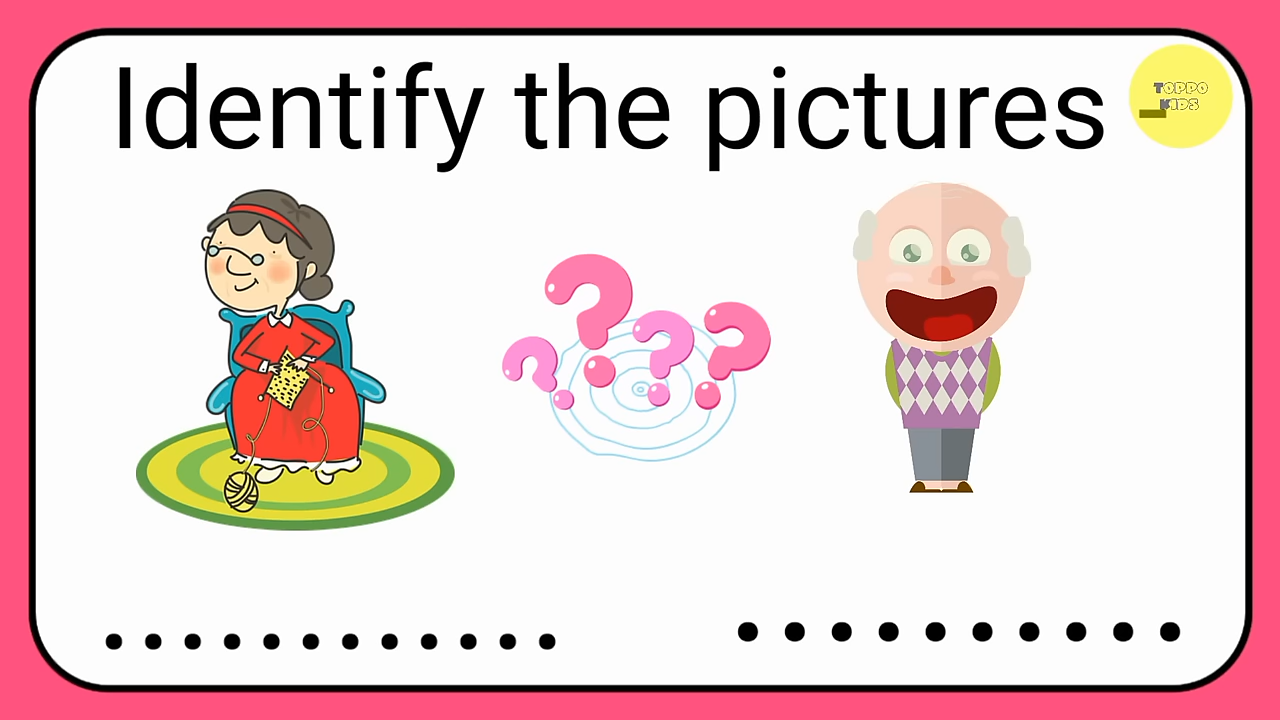 Identify the pictures
TOPPO
KIDS
? ? ? ?
............
..........